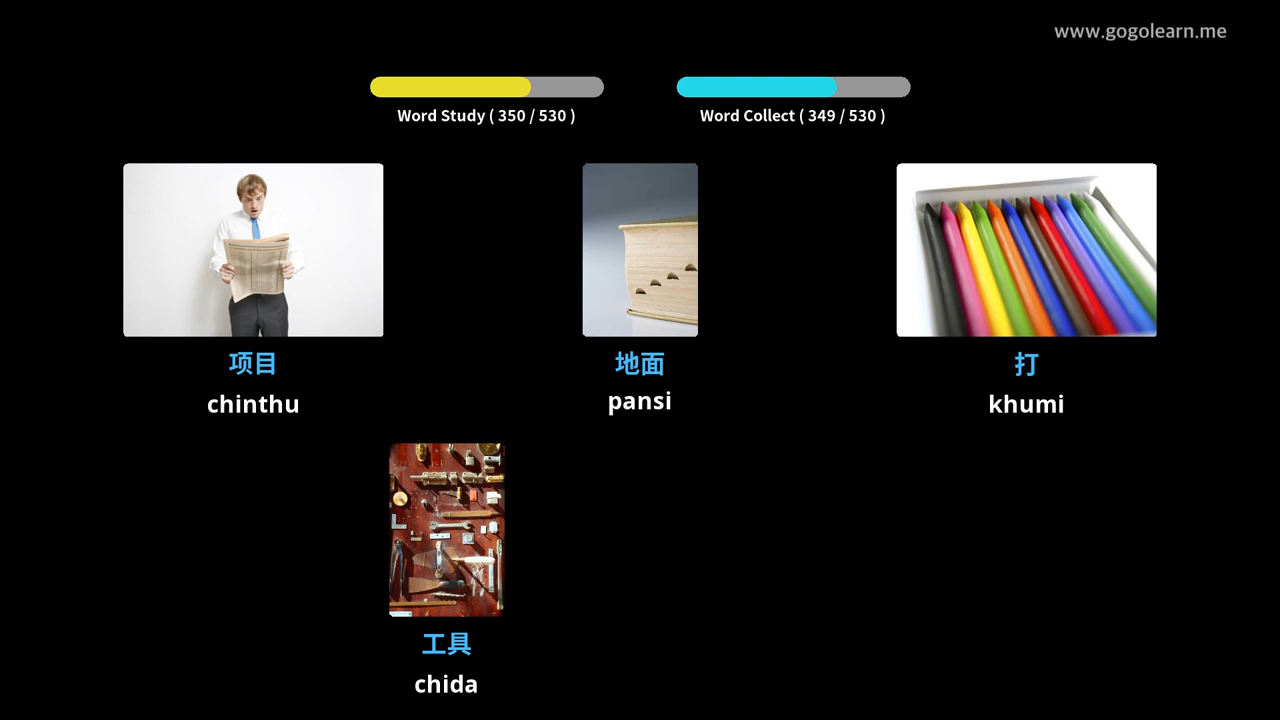 www.gogolearn.me
Word Study ( 350 / 530 )
Word Collect ( 349 / 530 )
项目
chinthu
地面
pansi
打
khumi
工具
chida